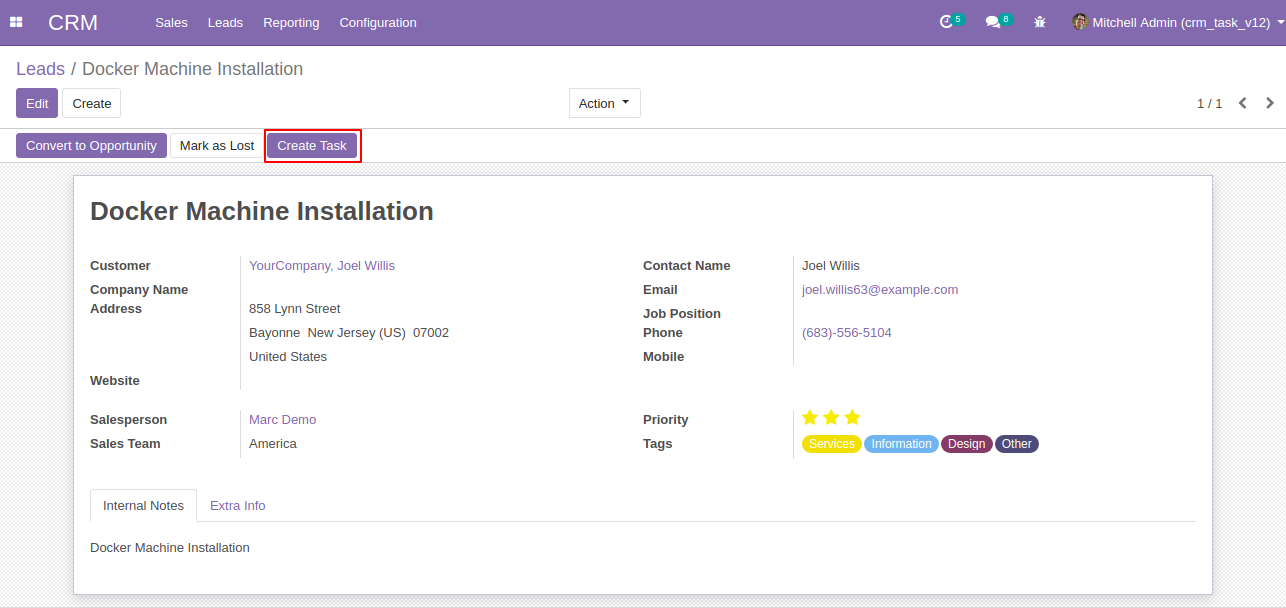 CRM Sales Leads Reporting Configuration 5 8 Mitchell Admin (crm_task_v12)
Leads / Docker Machine Installation
Edit Create Action 1 / 1
Convert to Opportunity Mark as Lost Create Task
Docker Machine Installation
Customer YourCompany, Joel Willis Contact Name Joel Willis
Company Name Email joel.willis63@example.com
Address 858 Lynn Street Job Position
Bayonne New Jersey (US) 07002 Phone (683)-556-5104
United States Mobile
Website
Salesperson Marc Demo Priority
Sales Team America Tags Services Information Design Other
Internal Notes Extra Info
Docker Machine Installation